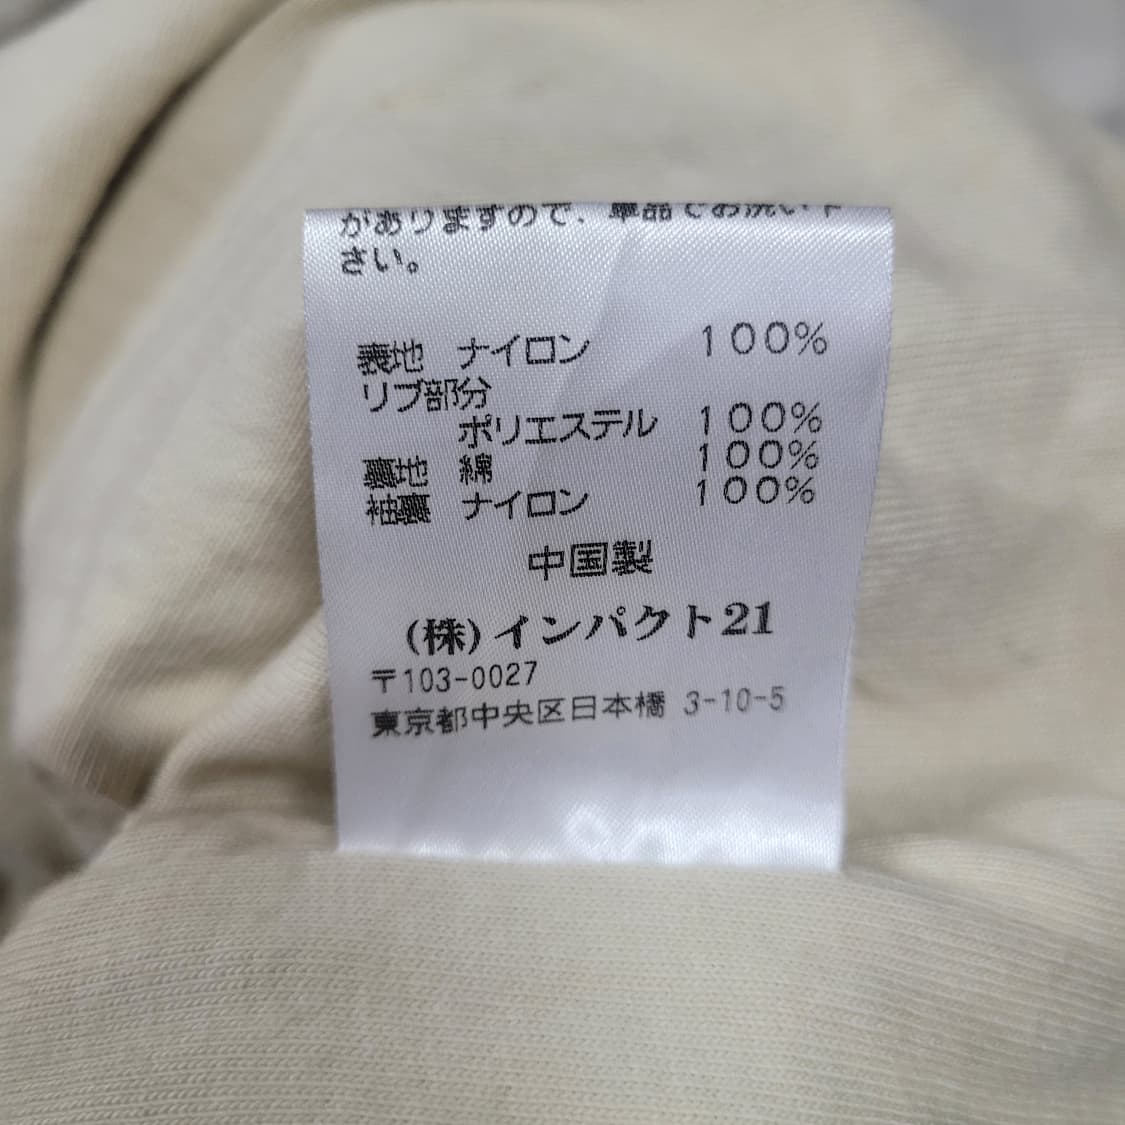 がありますので、単品でお洗い下
さい。
表地 ナイロン 100%
リブ部分
ポリエステル 100%
裏地 綿 100%
袖裏 ナイロン 100%
中国製
(株)インパクト21
〒103-0027
東京都中央区日本橋 3-10-5